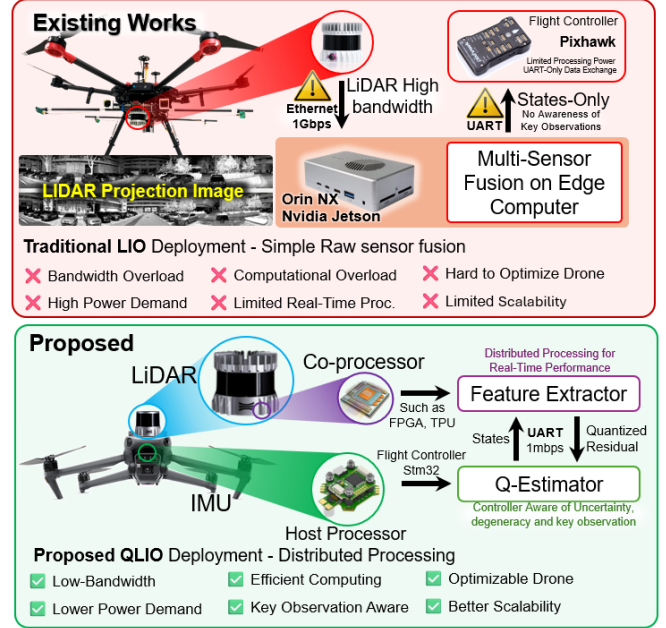 Existing Works
Flight Controller
Pixhawk
Limited Processing Power
UART-Only Data Exchange
Ethernet
1Gbps
LiDAR High
bandwidth
UART
States-Only
No Awareness of
Key Observations
LIDAR Projection Image
Orin NX
Nvidia Jetson
Multi-Sensor
Fusion on Edge
Computer
Traditional LIO Deployment - Simple Raw sensor fusion
Bandwidth Overload
Computational Overload
Hard to Optimize Drone
High Power Demand
Limited Real-Time Proc.
Limited Scalability
Proposed
LiDAR
Co-processor
Such as
FPGA, TPU
Distributed Processing for
Real-Time Performance
Feature Extractor
States
UART
1mbps
Quantized
Residual
IMU
Host Processor
Flight Controller
Stm32
Q-Estimator
Controller Aware of Uncertainty,
degeneracy and key observation
Proposed QLIO Deployment - Distributed Processing
Low-Bandwidth
Efficient Computing
Optimizable Drone
Lower Power Demand
Key Observation Aware
Better Scalability